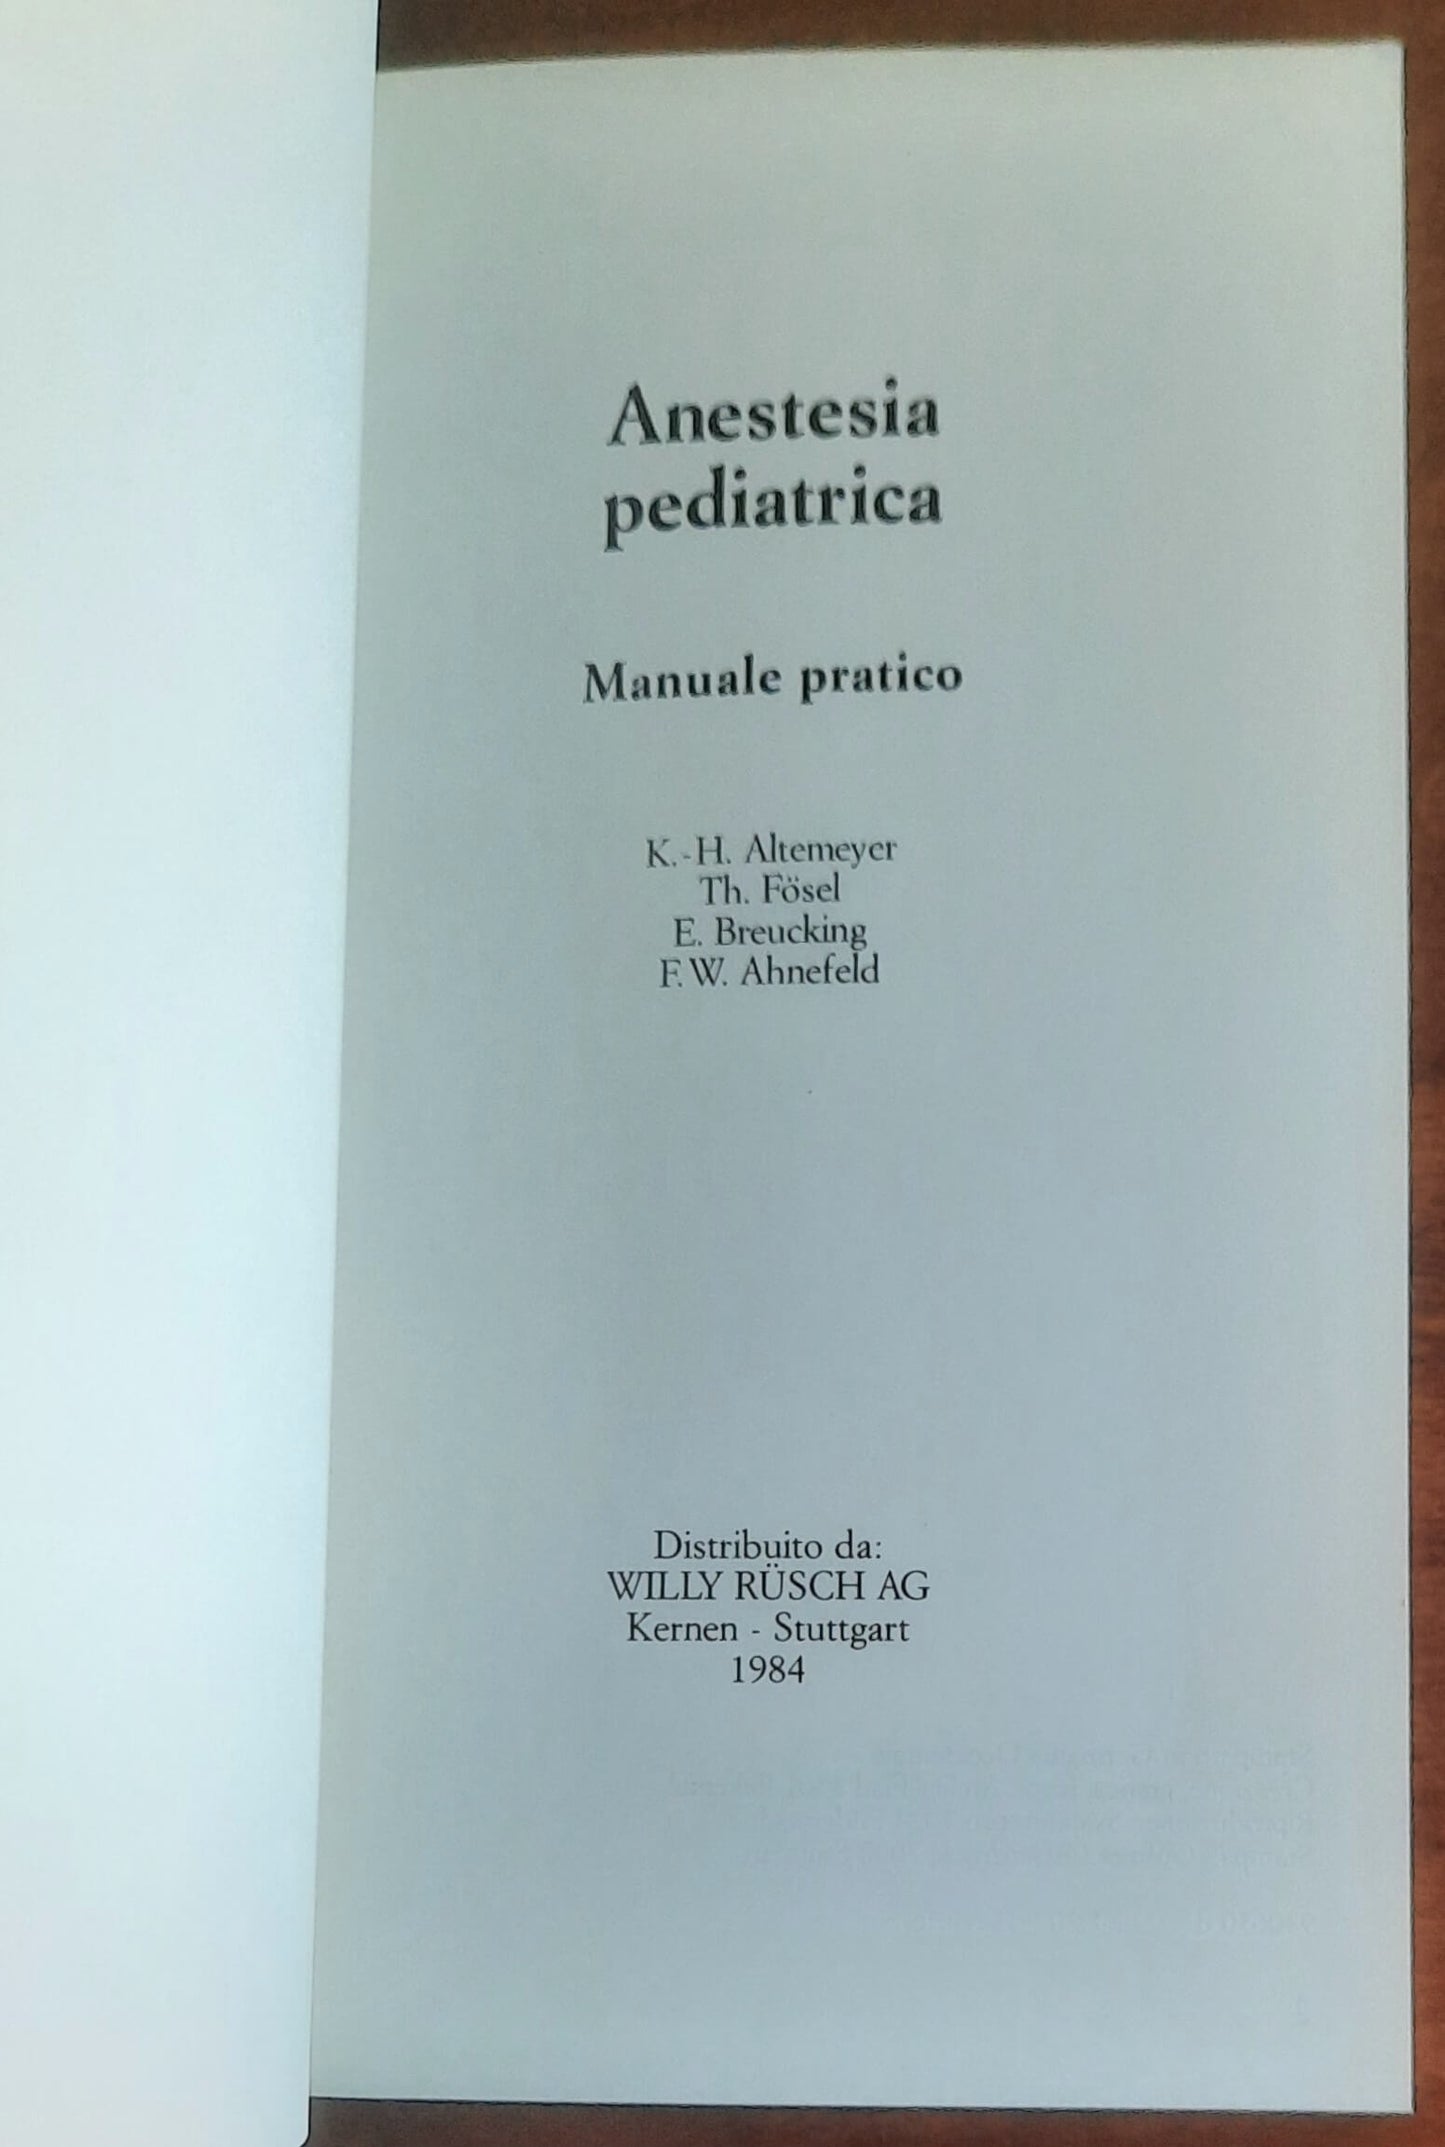 Anestesia
pediatrica
Manuale pratico
K.-H. Altemeyer
Th. Fösel
E. Breucking
F. W. Ahnefeld
Distribuito da:
WILLY RÜSCH AG
Kernen - Stuttgart
1984